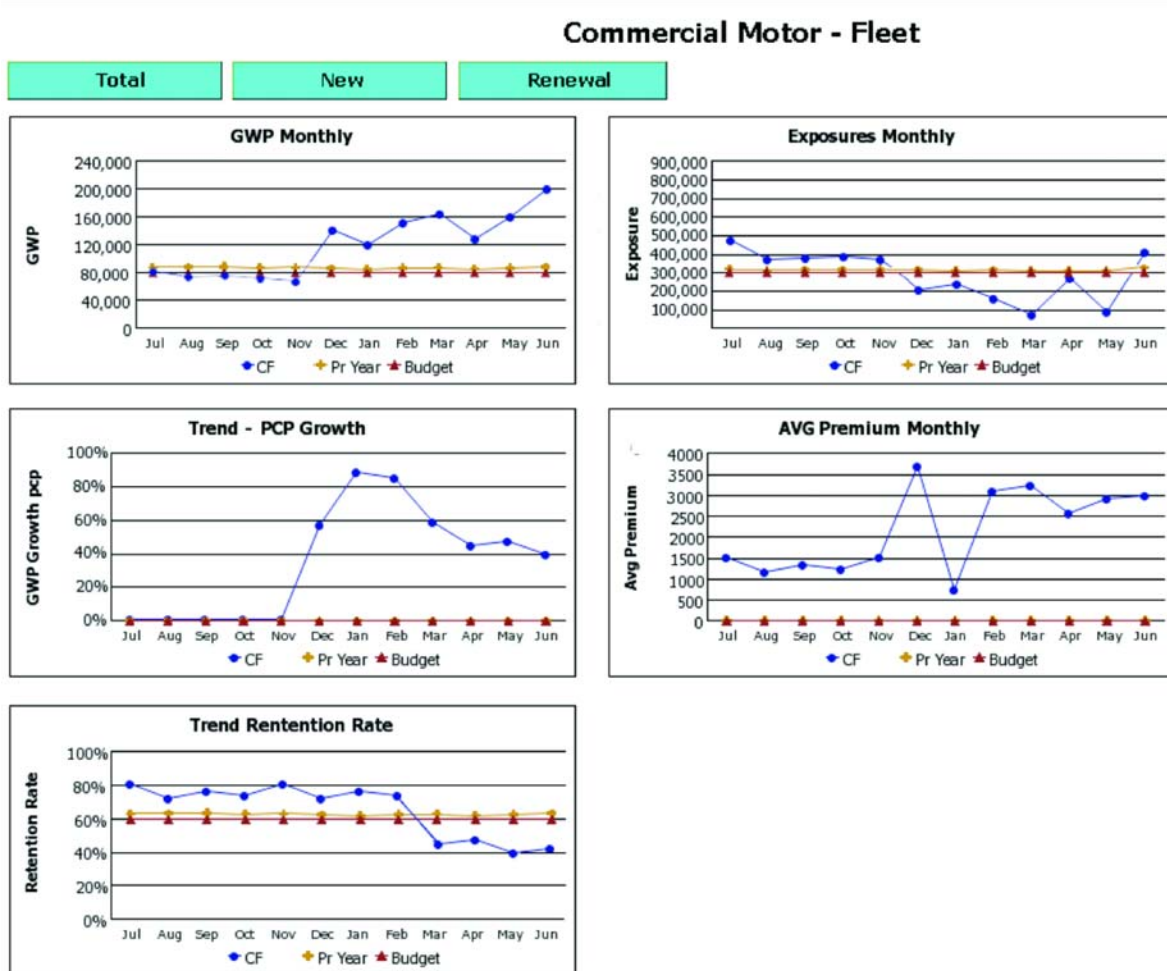 Commercial Motor - Fleet
Total New Renewal
GWP Monthly
GWP
240,000
200,000
160,000
120,000
80,000
40,000
0
Jul Aug Sep Oct Nov Dec Jan Feb Mar Apr May Jun
CF Pr Year Budget
Exposures Monthly
Exposure
900,000
800,000
700,000
600,000
500,000
400,000
300,000
200,000
100,000
Jul Aug Sep Oct Nov Dec Jan Feb Mar Apr May Jun
CF Pr Year Budget
Trend - PCP Growth
GWP Growth pcp
100%
80%
60%
40%
20%
0%
Jul Aug Sep Oct Nov Dec Jan Feb Mar Apr May Jun
CF Pr Year Budget
AVG Premium Monthly
Avg Premium
4000
3500
3000
2500
2000
1500
1000
500
0
Jul Aug Sep Oct Nov Dec Jan Feb Mar Apr May Jun
CF Pr Year Budget
Trend Rentention Rate
Retention Rate
100%
80%
60%
40%
20%
0%
Jul Aug Sep Oct Nov Dec Jan Feb Mar Apr May Jun
CF Pr Year Budget